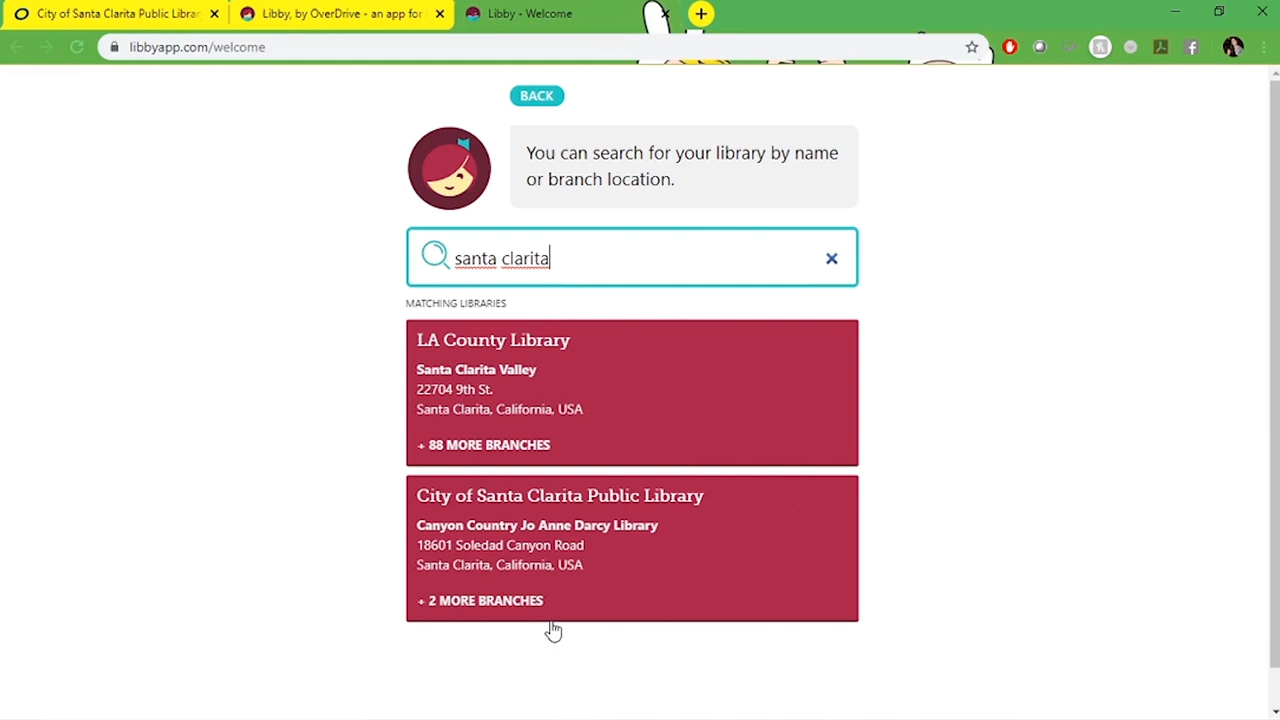 City of Santa Clarita Public Librar
Libby, by OverDrive - an app for
Libby - Welcome
libbyapp.com/welcome
BACK
You can search for your library by name
or branch location.
santa clarita
MATCHING LIBRARIES
LA County Library
Santa Clarita Valley
22704 9th St.
Santa Clarita, California, USA
+ 88 MORE BRANCHES
City of Santa Clarita Public Library
Canyon Country Jo Anne Darcy Library
18601 Soledad Canyon Road
Santa Clarita, California, USA
+ 2 MORE BRANCHES